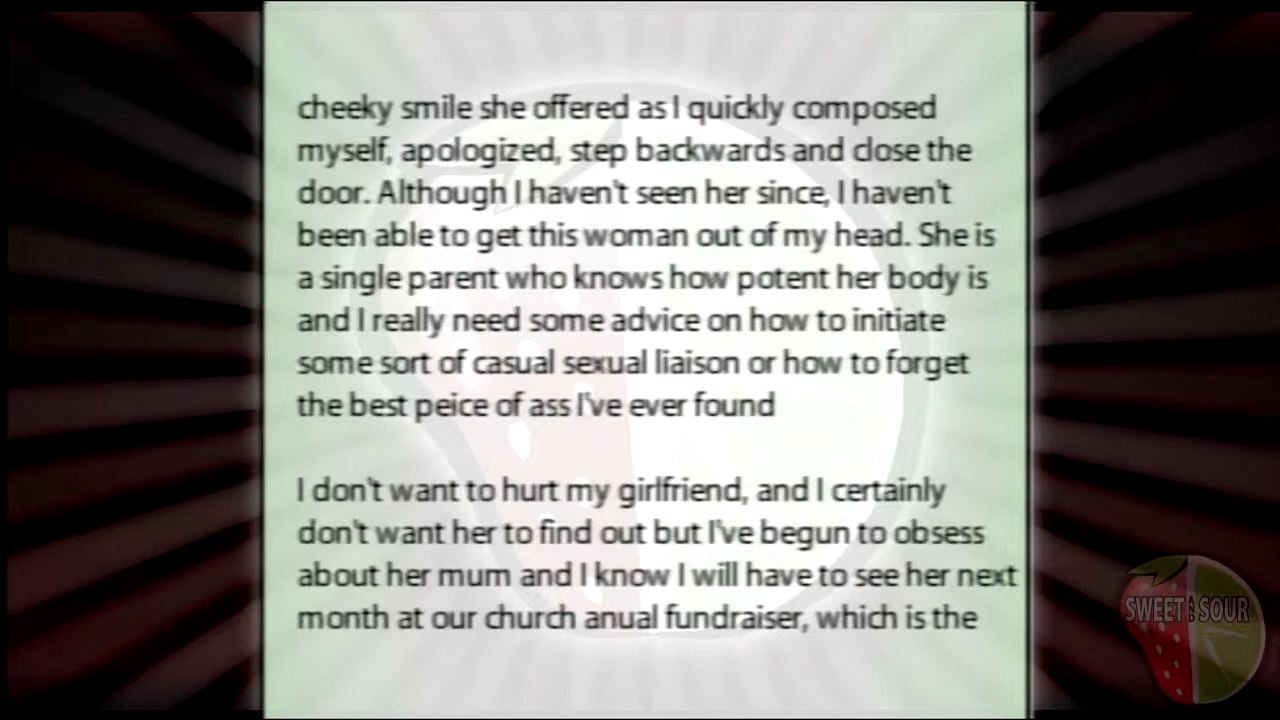 cheeky smile she offered as I quickly composed
myself, apologized, step backwards and close the
door. Although I haven't seen her since, I haven't
been able to get this woman out of my head. She is
a single parent who knows how potent her body is
and I really need some advice on how to initiate
some sort of casual sexual liaison or how to forget
the best peice of ass I've ever found
I don't want to hurt my girlfriend, and I certainly
don't want her to find out but I've begun to obsess
about her mum and I know I will have to see her next
month at our church anual fundraiser, which is the
SWEET AND SOUR